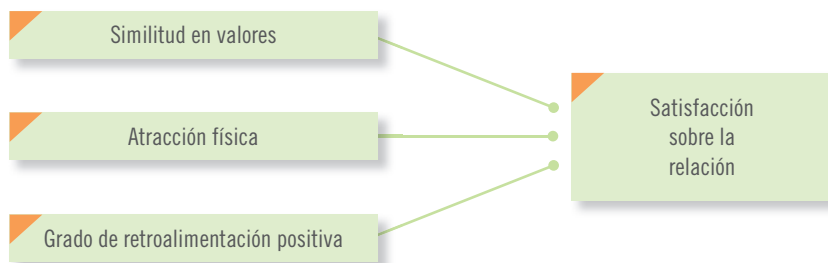 Similitud en valores
Atracción física
Grado de retroalimentación positiva
Satisfacción
sobre la
relación